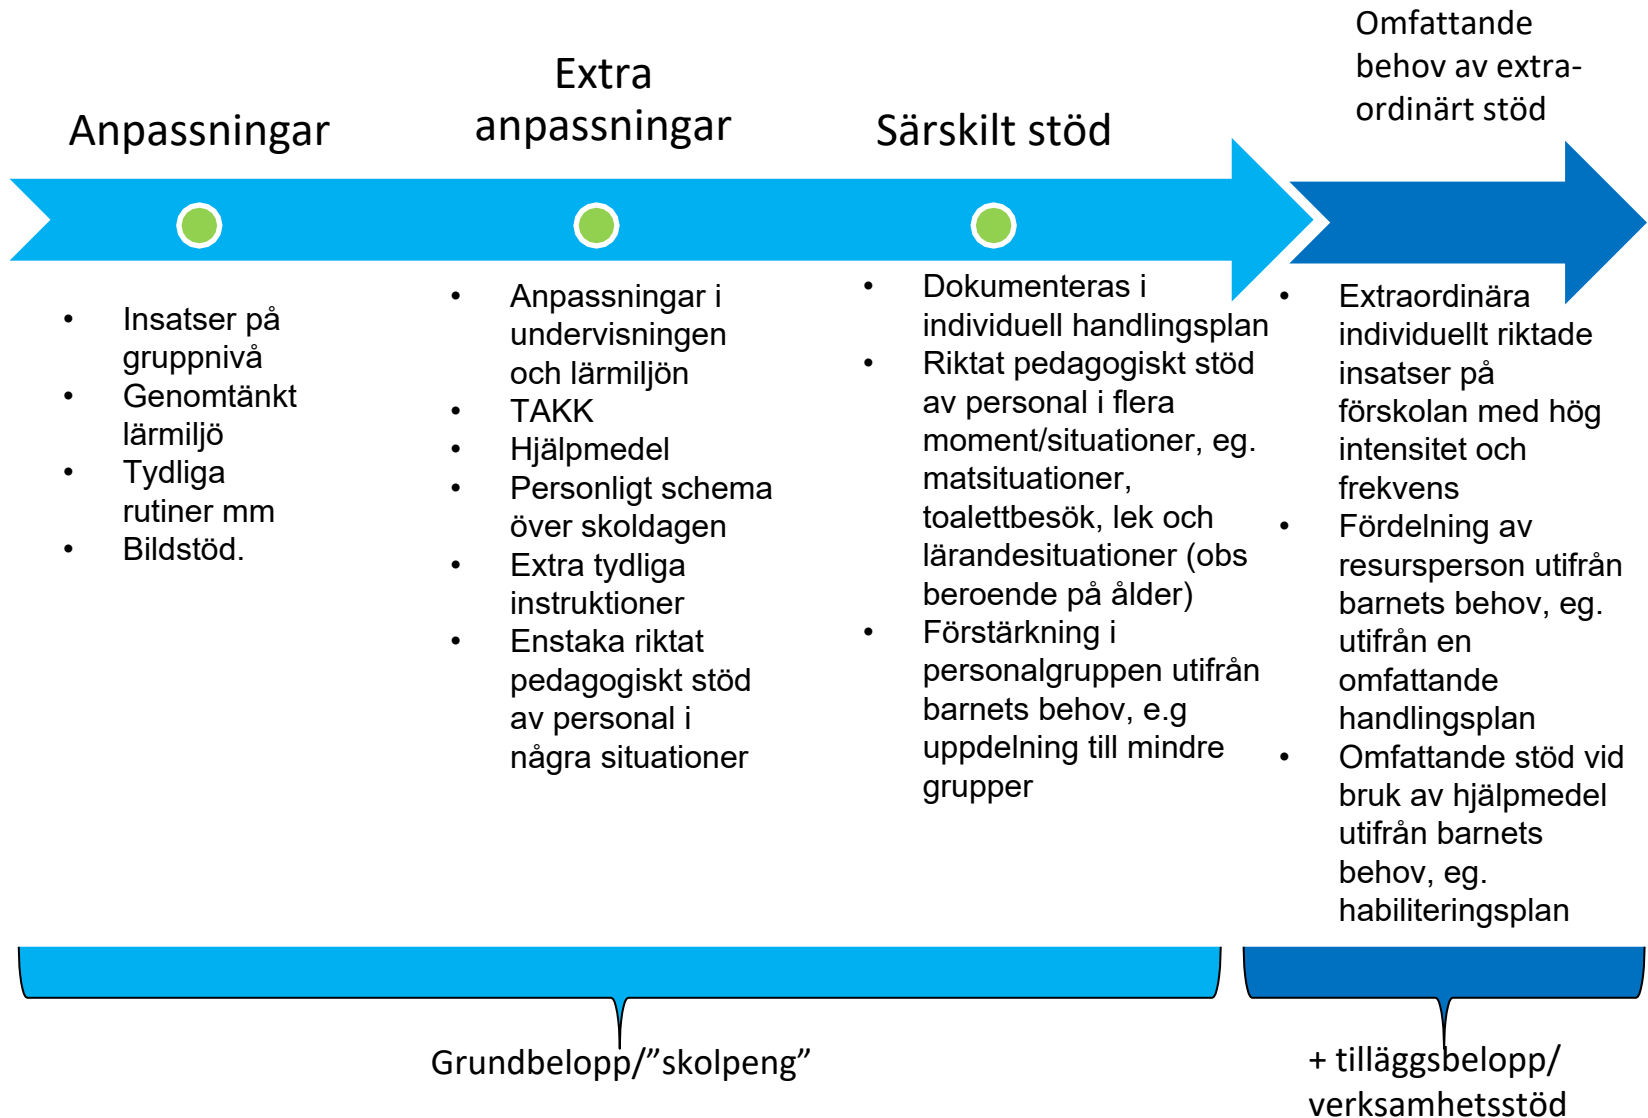 Anpassningar
Extra
anpassningar
Särskilt stöd
Omfattande
behov av extra-
ordinärt stöd
• Insatser på
gruppnivå
• Genomtänkt
lärmiljö
• Tydliga
rutiner mm
• Bildstöd.
• Anpassningar i
undervisningen
och lärmiljön
• TAKK
• Hjälpmedel
• Personligt schema
över skoldagen
• Extra tydliga
instruktioner
• Enstaka riktat
pedagogiskt stöd
av personal i
några situationer
• Dokumenteras i
individuell handlingsplan
• Riktat pedagogiskt stöd
av personal i flera
moment/situationer, eg.
matsituationer,
toalettbesök, lek och
lärandesituationer (obs
beroende på ålder)
• Förstärkning i
personalgruppen utifrån
barnets behov, e.g
uppdelning till mindre
grupper
• Extraordinära
individuellt riktade
insatser på
förskolan med hög
intensitet och
frekvens
• Fördelning av
resursperson utifrån
barnets behov, eg.
utifrån en
omfattande
handlingsplan
• Omfattande stöd vid
bruk av hjälpmedel
utifrån barnets
behov, eg.
habiliteringsplan
Grundbelopp/”skolpeng”
+ tilläggsbelopp/
verksamhetsstöd